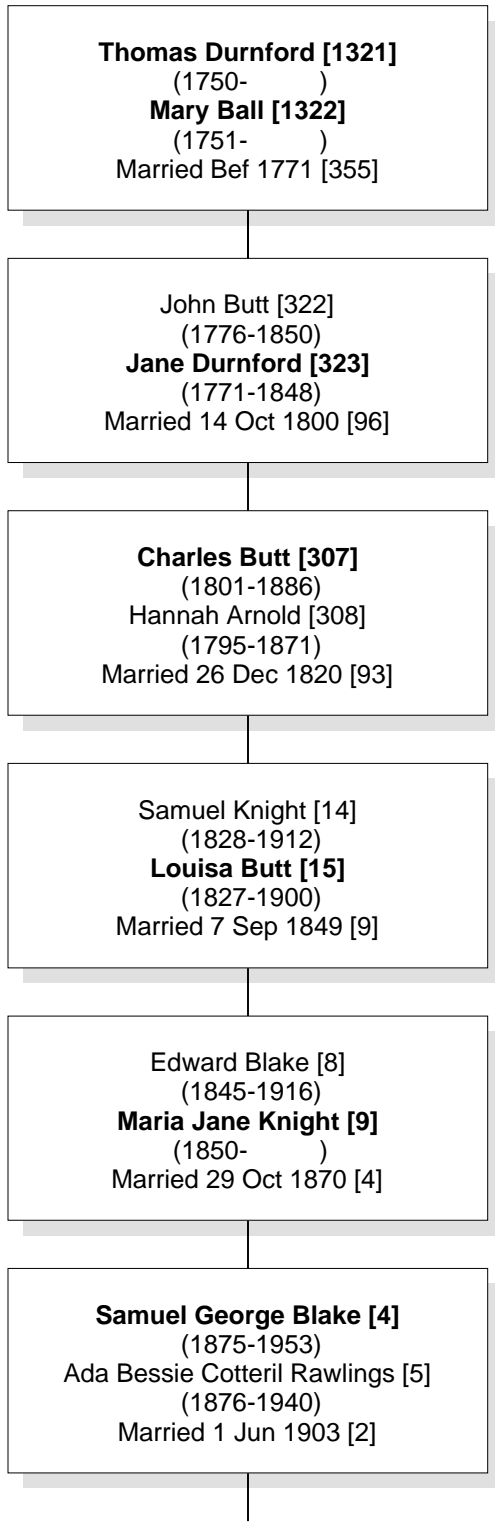 Thomas Durnford [1321]
(1750- )
Mary Ball [1322]
(1751- )
Married Bef 1771 [355]
John Butt [322]
(1776-1850)
Jane Durnford [323]
(1771-1848)
Married 14 Oct 1800 [96]
Charles Butt [307]
(1801-1886)
Hannah Arnold [308]
(1795-1871)
Married 26 Dec 1820 [93]
Samuel Knight [14]
(1828-1912)
Louisa Butt [15]
(1827-1900)
Married 7 Sep 1849 [9]
Edward Blake [8]
(1845-1916)
Maria Jane Knight [9]
(1850- )
Married 29 Oct 1870 [4]
Samuel George Blake [4]
(1875-1953)
Ada Bessie Cotteril Rawlings [5]
(1876-1940)
Married 1 Jun 1903 [2]